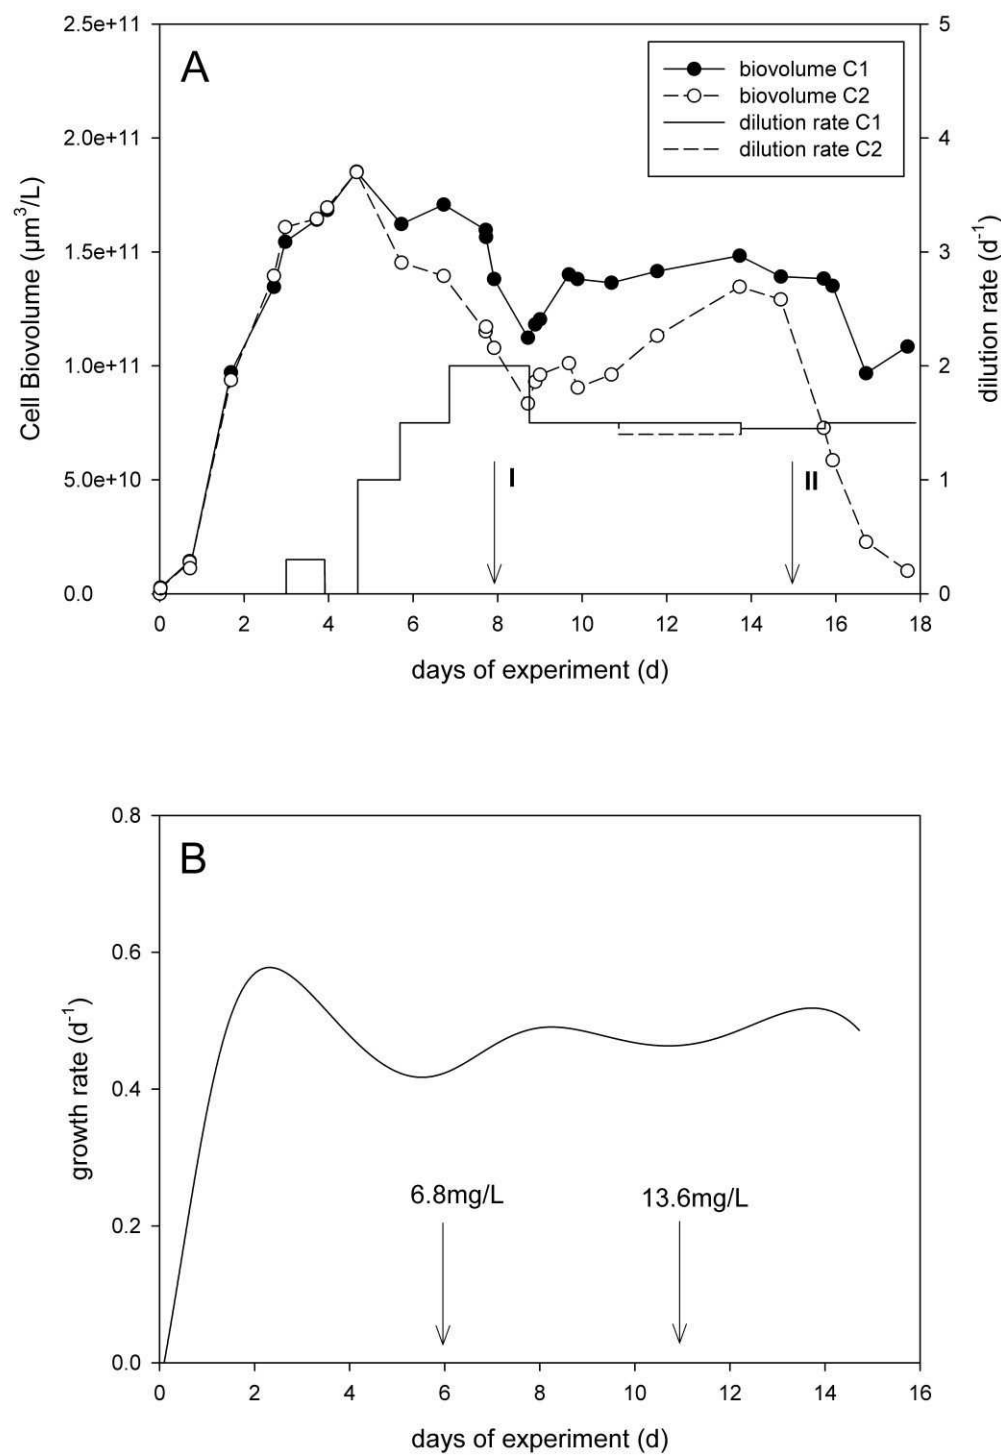 A
2.5e+11
2.0e+11
1.5e+11
1.0e+11
5.0e+10
0.0
Cell Biovolume (µm³/L)
biovolume C1
biovolume C2
dilution rate C1
dilution rate C2
5
4
3
2
1
0
dilution rate (d⁻¹)
I
II
0 2 4 6 8 10 12 14 16 18
days of experiment (d)
B
0.8
0.6
0.4
0.2
0.0
growth rate (d⁻¹)
6.8mg/L
13.6mg/L
0 2 4 6 8 10 12 14 16
days of experiment (d)